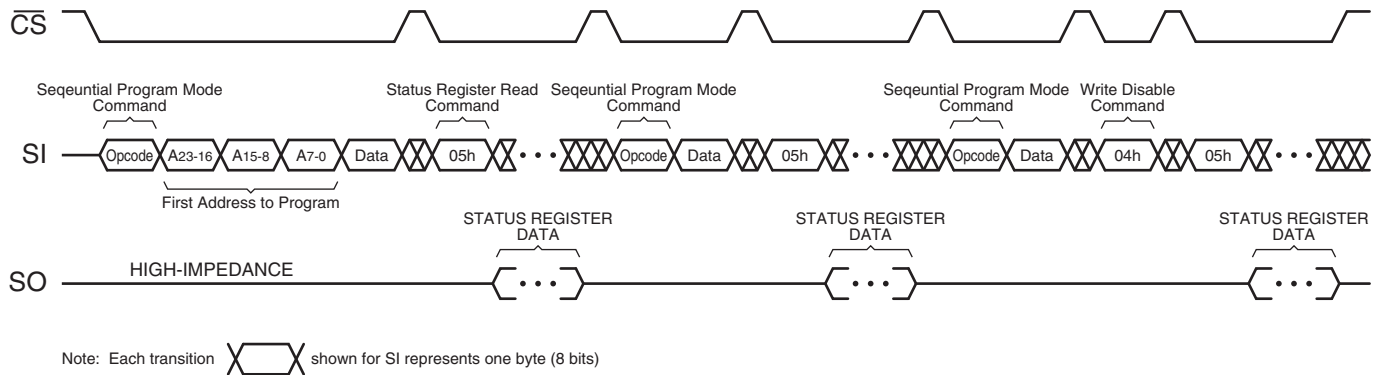 CS
Seqeuntial Program Mode
Command
Status Register Read
Command
Seqeuntial Program Mode
Command
Seqeuntial Program Mode
Command
Write Disable
Command
SI
Opcode
A23-16
A15-8
A7-0
Data
05h
Opcode
Data
05h
Opcode
Data
04h
05h
First Address to Program
STATUS REGISTER
DATA
STATUS REGISTER
DATA
STATUS REGISTER
DATA
SO
HIGH-IMPEDANCE
Note: Each transition shown for SI represents one byte (8 bits)